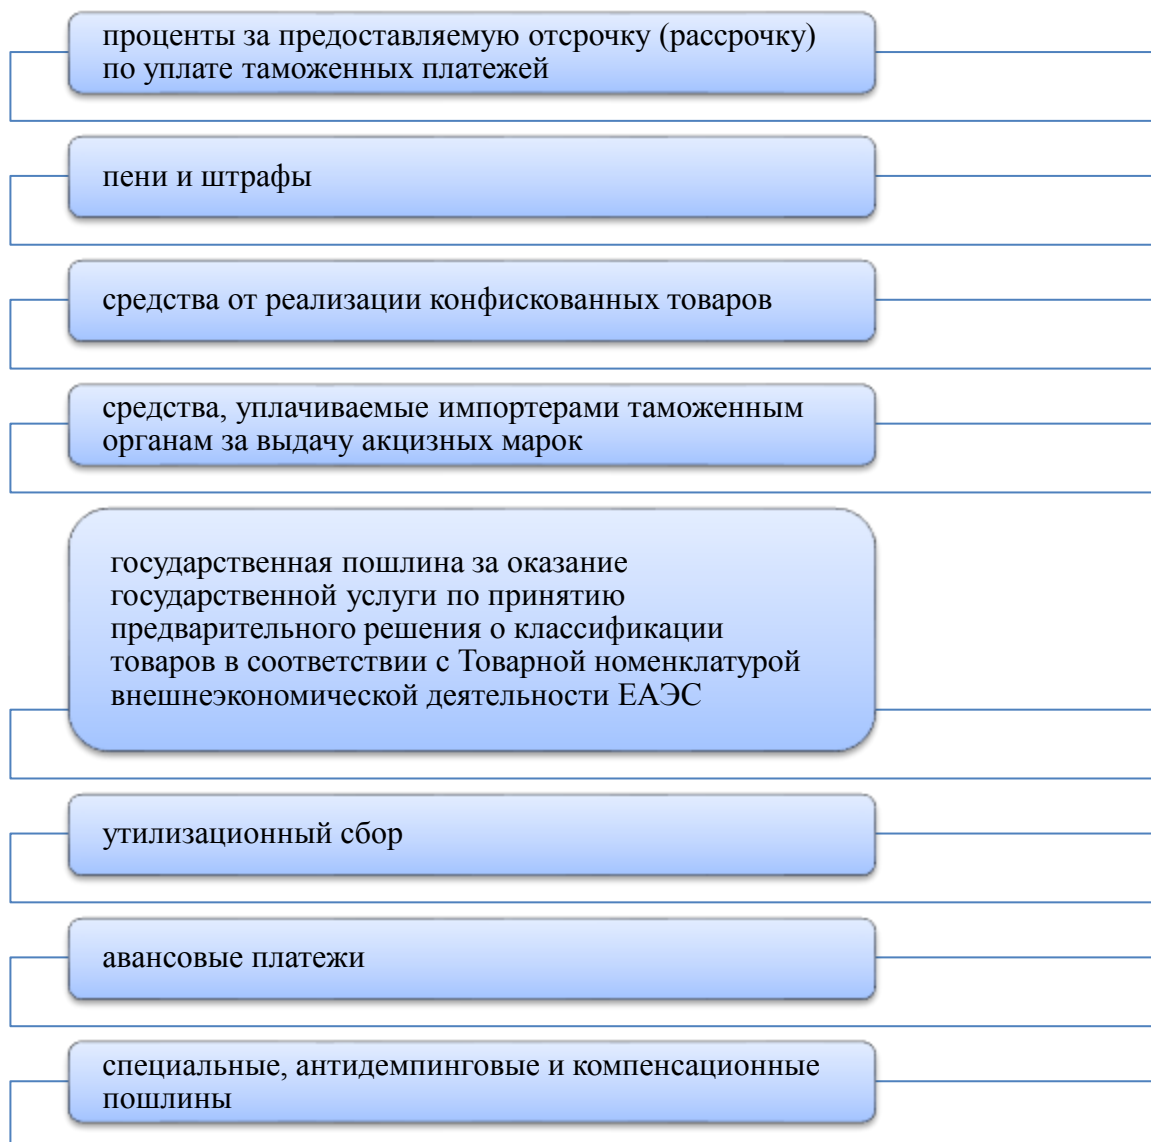 проценты за предоставляемую отсрочку (рассрочку)
по уплате таможенных платежей
пени и штрафы
средства от реализации конфискованных товаров
средства, уплачиваемые импортерами таможенным
органам за выдачу акцизных марок
государственная пошлина за оказание
государственной услуги по принятию
предварительного решения о классификации
товаров в соответствии с Товарной номенклатурой
внешнеэкономической деятельности ЕАЭС
утилизационный сбор
авансовые платежи
специальные, антидемпинговые и компенсационные
пошлины